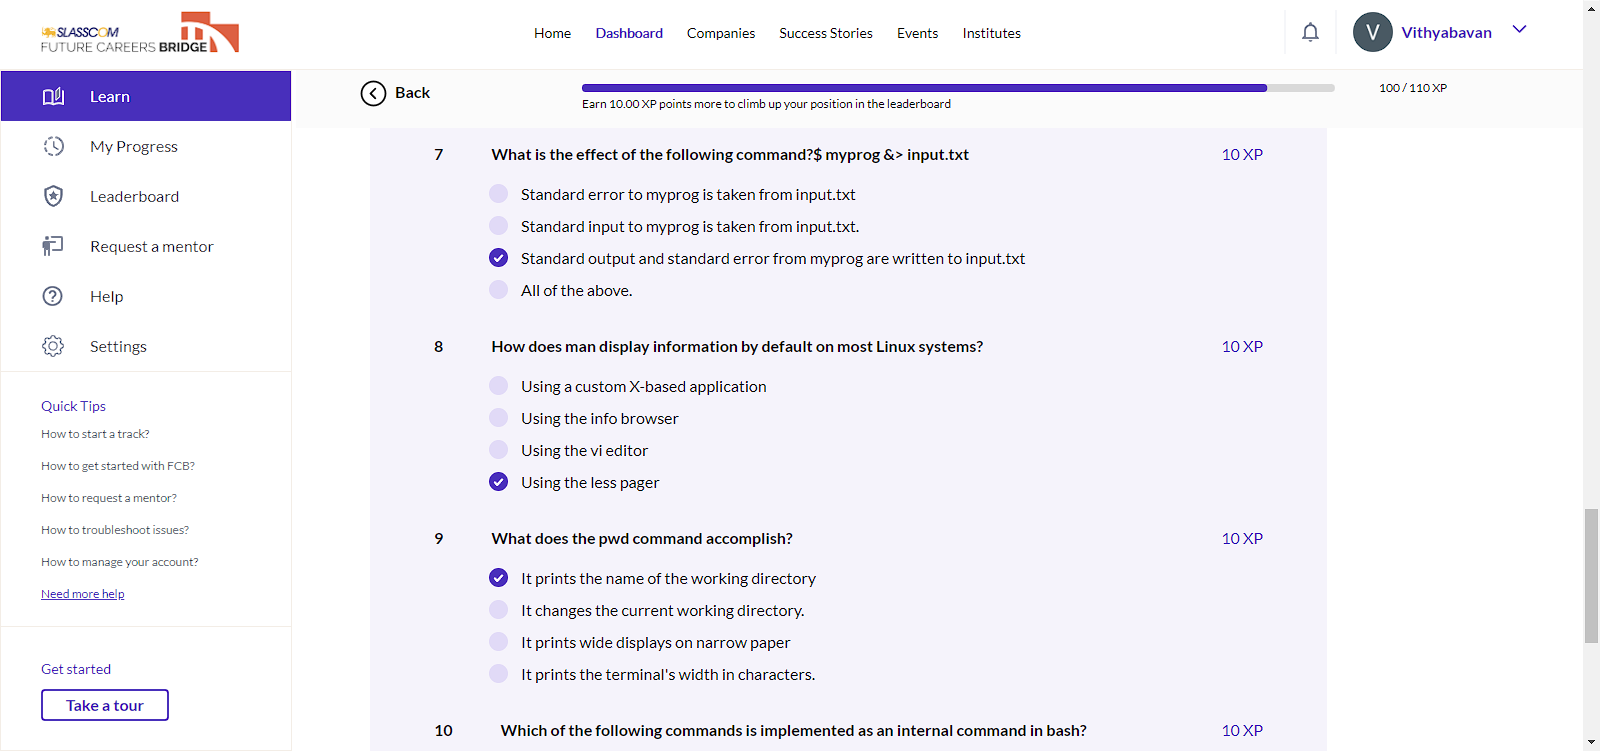 SLASSCOM
FUTURE CAREERS BRIDGE
Home
Dashboard
Companies
Success Stories
Events
Institutes
V
Vithyabavan
Learn
My Progress
Leaderboard
Request a mentor
Help
Settings
Quick Tips
How to start a track?
How to get started with FCB?
How to request a mentor?
How to troubleshoot issues?
How to manage your account?
Need more help
Get started
Take a tour
Back
100 / 110 XP
Earn 10.00 XP points more to climb up your position in the leaderboard
7 What is the effect of the following command?$ myprog &> input.txt 10 XP
Standard error to myprog is taken from input.txt
Standard input to myprog is taken from input.txt.
Standard output and standard error from myprog are written to input.txt
All of the above.
8 How does man display information by default on most Linux systems? 10 XP
Using a custom X-based application
Using the info browser
Using the vi editor
Using the less pager
9 What does the pwd command accomplish? 10 XP
It prints the name of the working directory
It changes the current working directory.
It prints wide displays on narrow paper
It prints the terminal's width in characters.
10 Which of the following commands is implemented as an internal command in bash? 10 XP